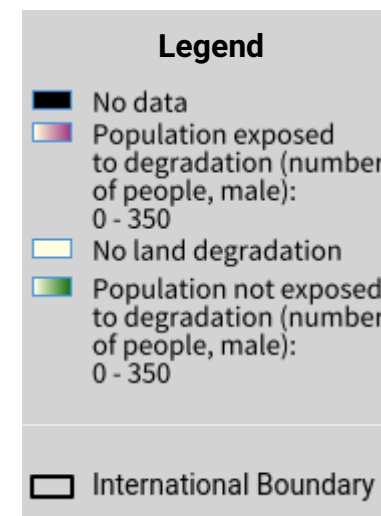 Legend
No data
Population exposed
to degradation (number
of people, male):
0 - 350
No land degradation
Population not exposed
to degradation (number
of people, male):
0 - 350
International Boundary